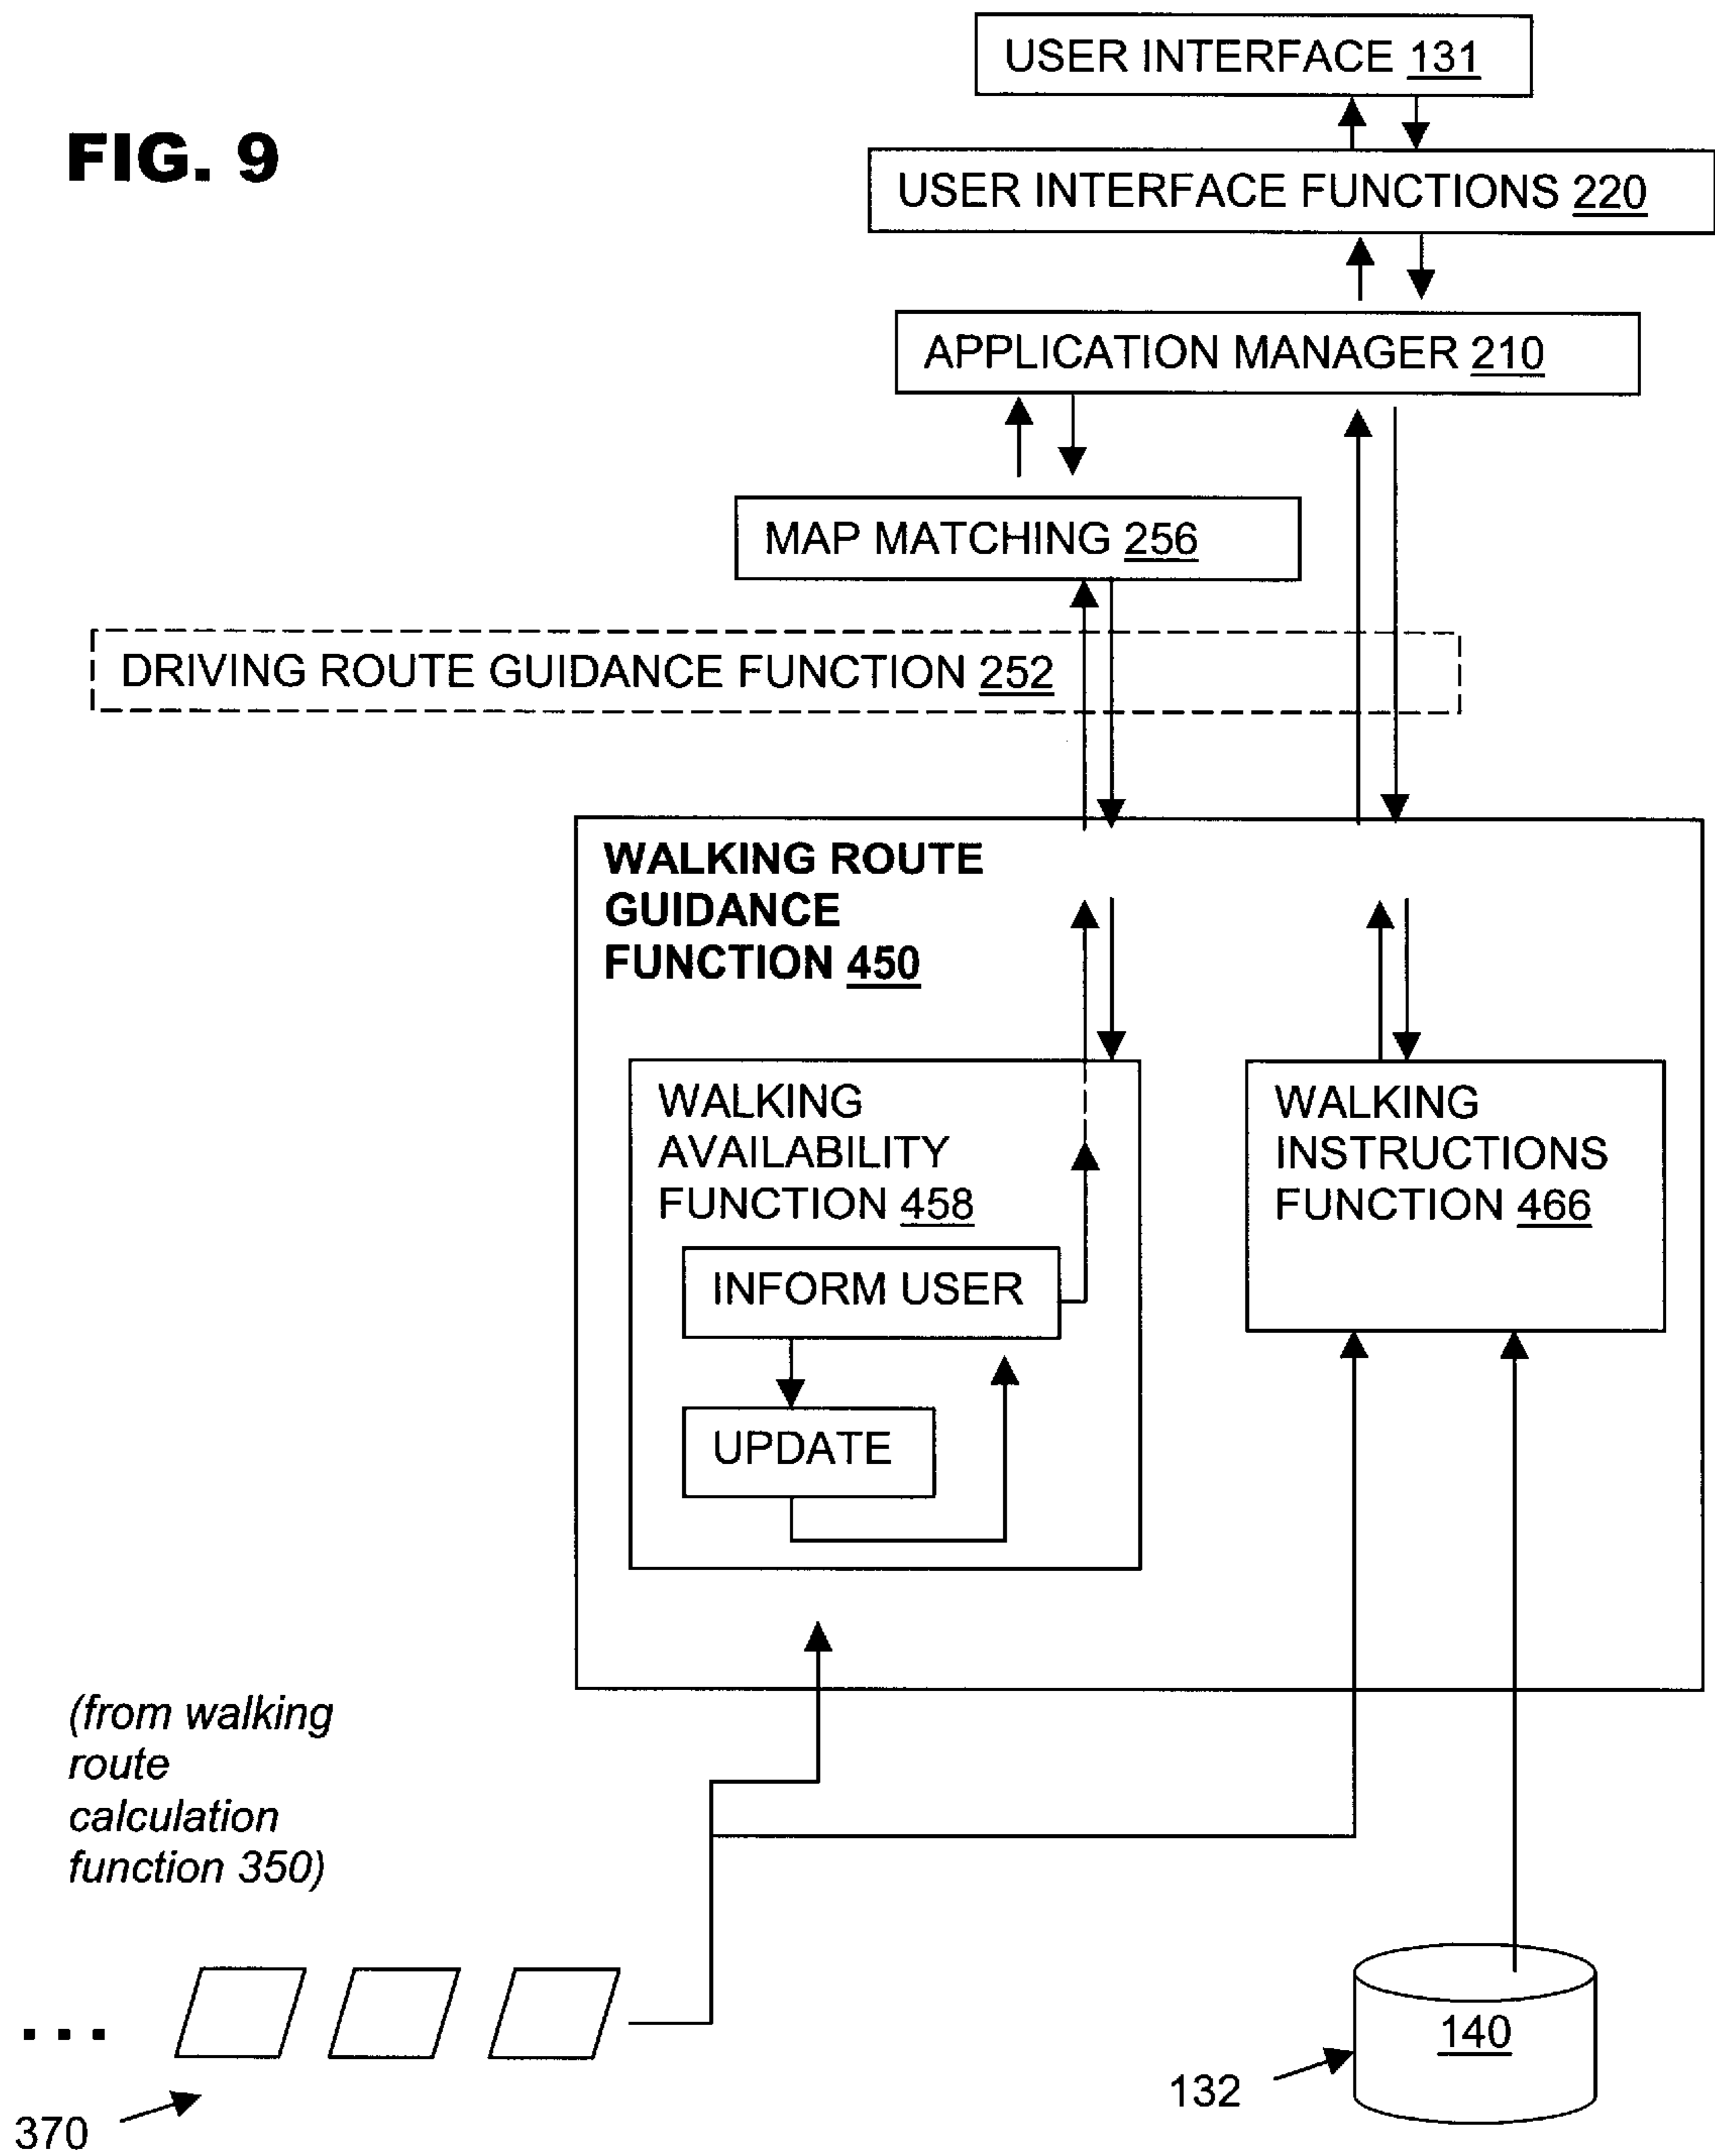 FIG. 9
USER INTERFACE 131
USER INTERFACE FUNCTIONS 220
APPLICATION MANAGER 210
MAP MATCHING 256
DRIVING ROUTE GUIDANCE FUNCTION 252
WALKING ROUTE
GUIDANCE
FUNCTION 450
WALKING
AVAILABILITY
FUNCTION 458
INFORM USER
UPDATE
WALKING
INSTRUCTIONS
FUNCTION 466
(from walking
route
calculation
function 350)
...
370
132
140